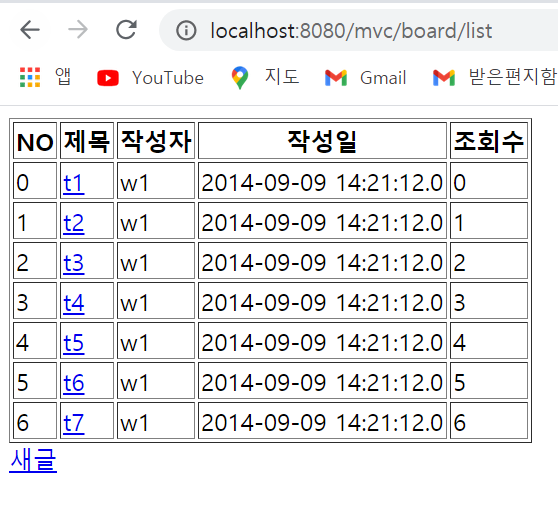 localhost:8080/mvc/board/list
앱 YouTube 지도 Gmail 받은편지함
NO 제목 작성자 작성일 조회수
0 t1 w1 2014-09-09 14:21:12.0 0
1 t2 w1 2014-09-09 14:21:12.0 1
2 t3 w1 2014-09-09 14:21:12.0 2
3 t4 w1 2014-09-09 14:21:12.0 3
4 t5 w1 2014-09-09 14:21:12.0 4
5 t6 w1 2014-09-09 14:21:12.0 5
6 t7 w1 2014-09-09 14:21:12.0 6
새글